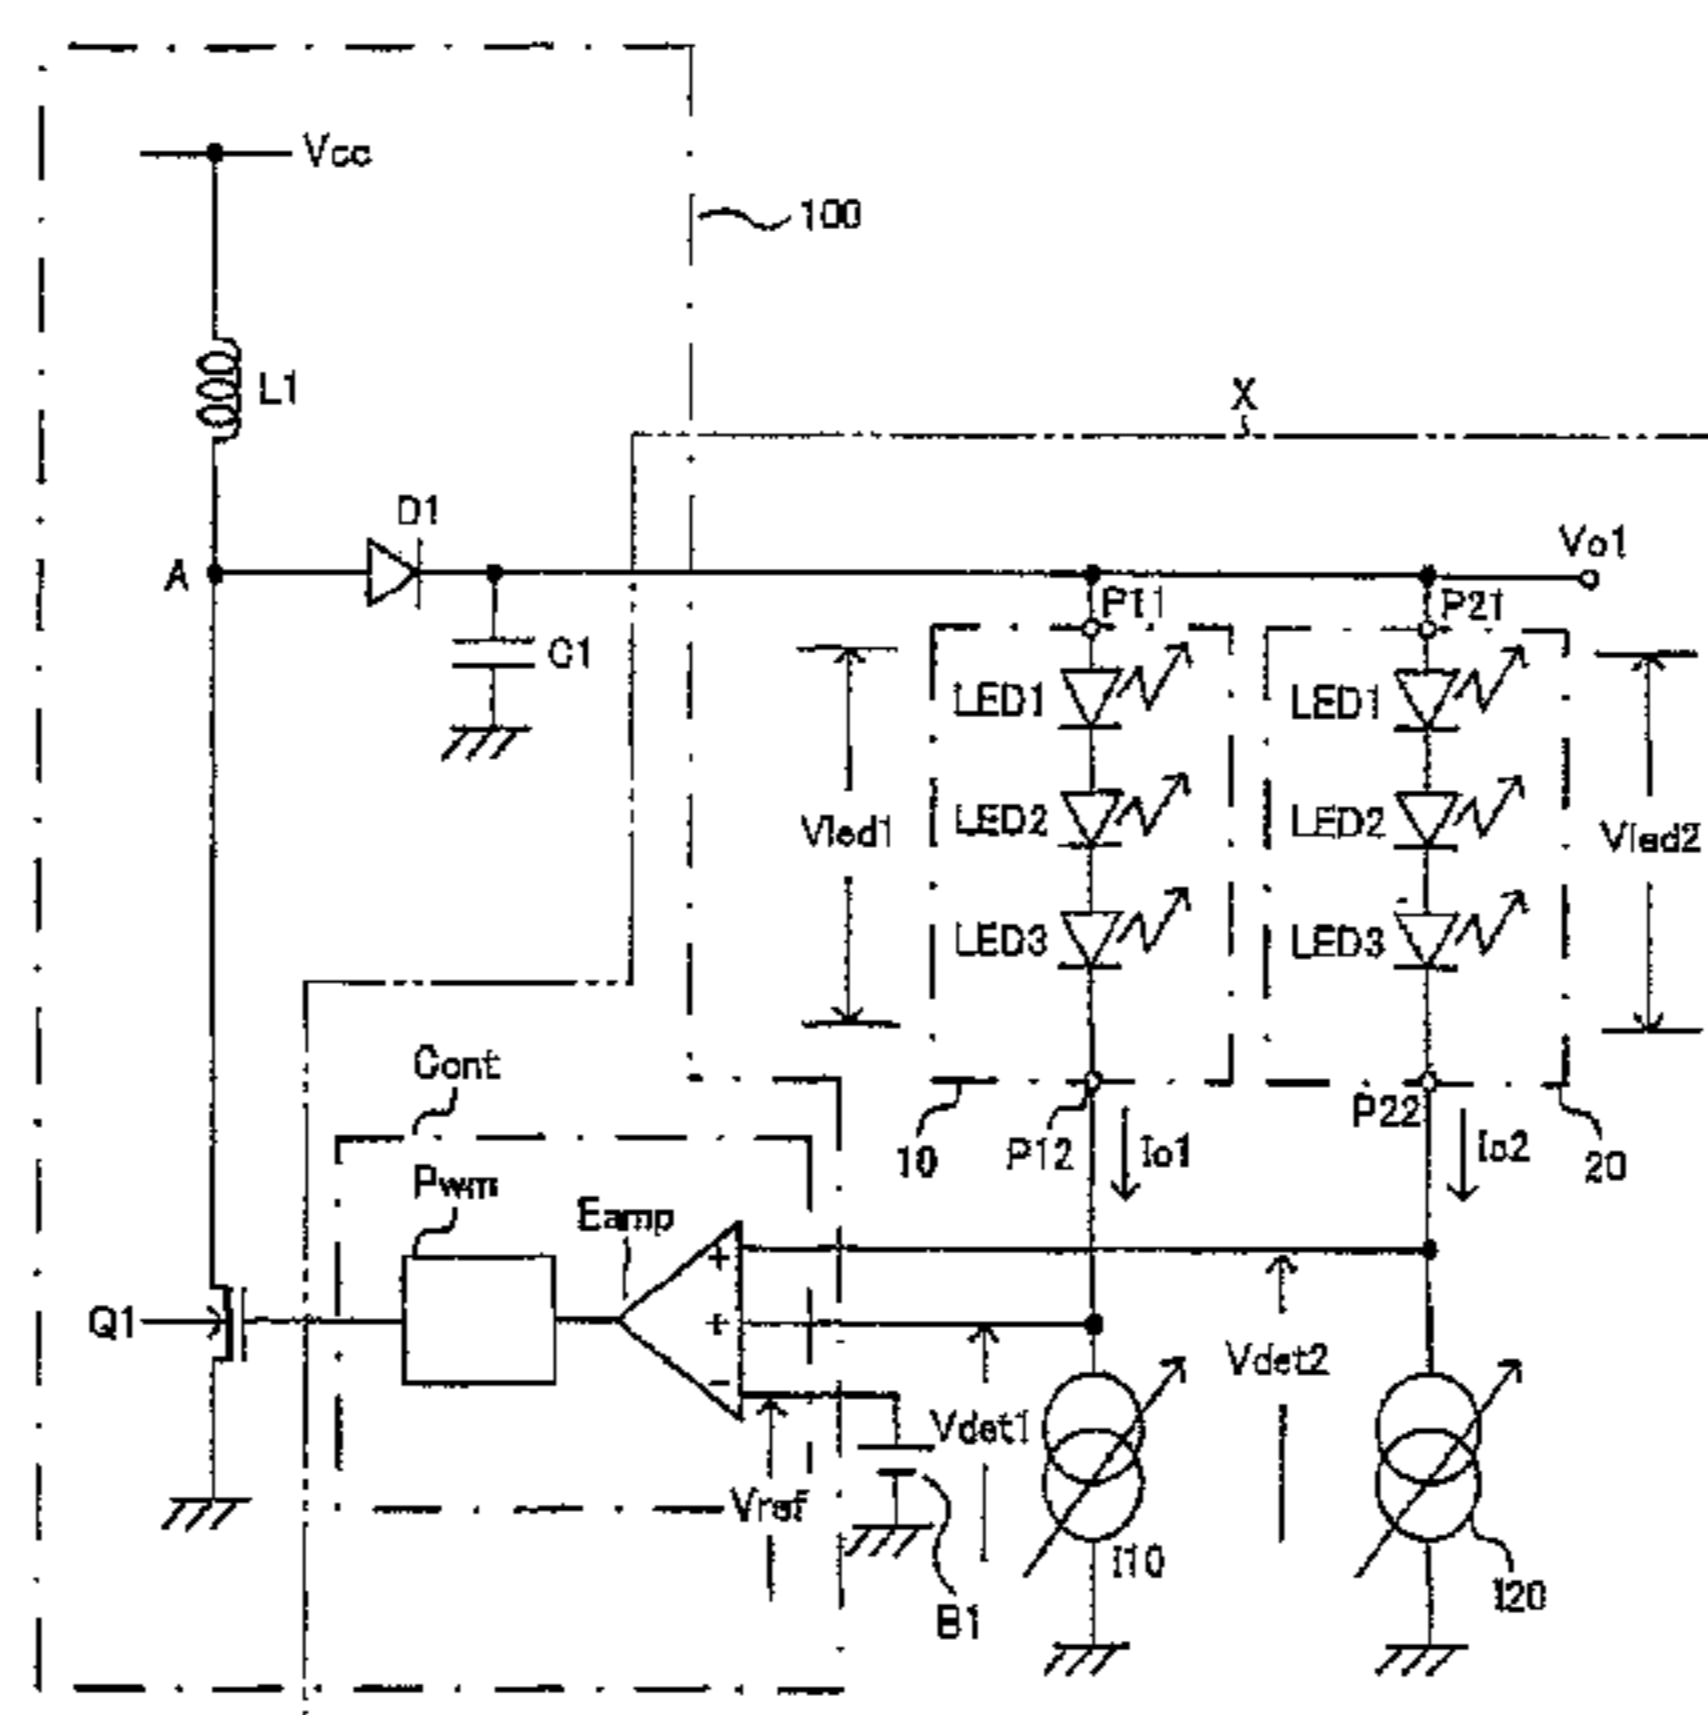 Vcc
100
L1
X
D1
Vo1
A
P11
P21
C1
LED1
LED1
Vled1
LED2
LED2
Vled2
LED3
LED3
Cont
P22
10
P12
Io1
Io2
20
Pwm
Eamp
+
Q1
+
Vdet2
−
Vdet1
Vref
I10
B1
I20